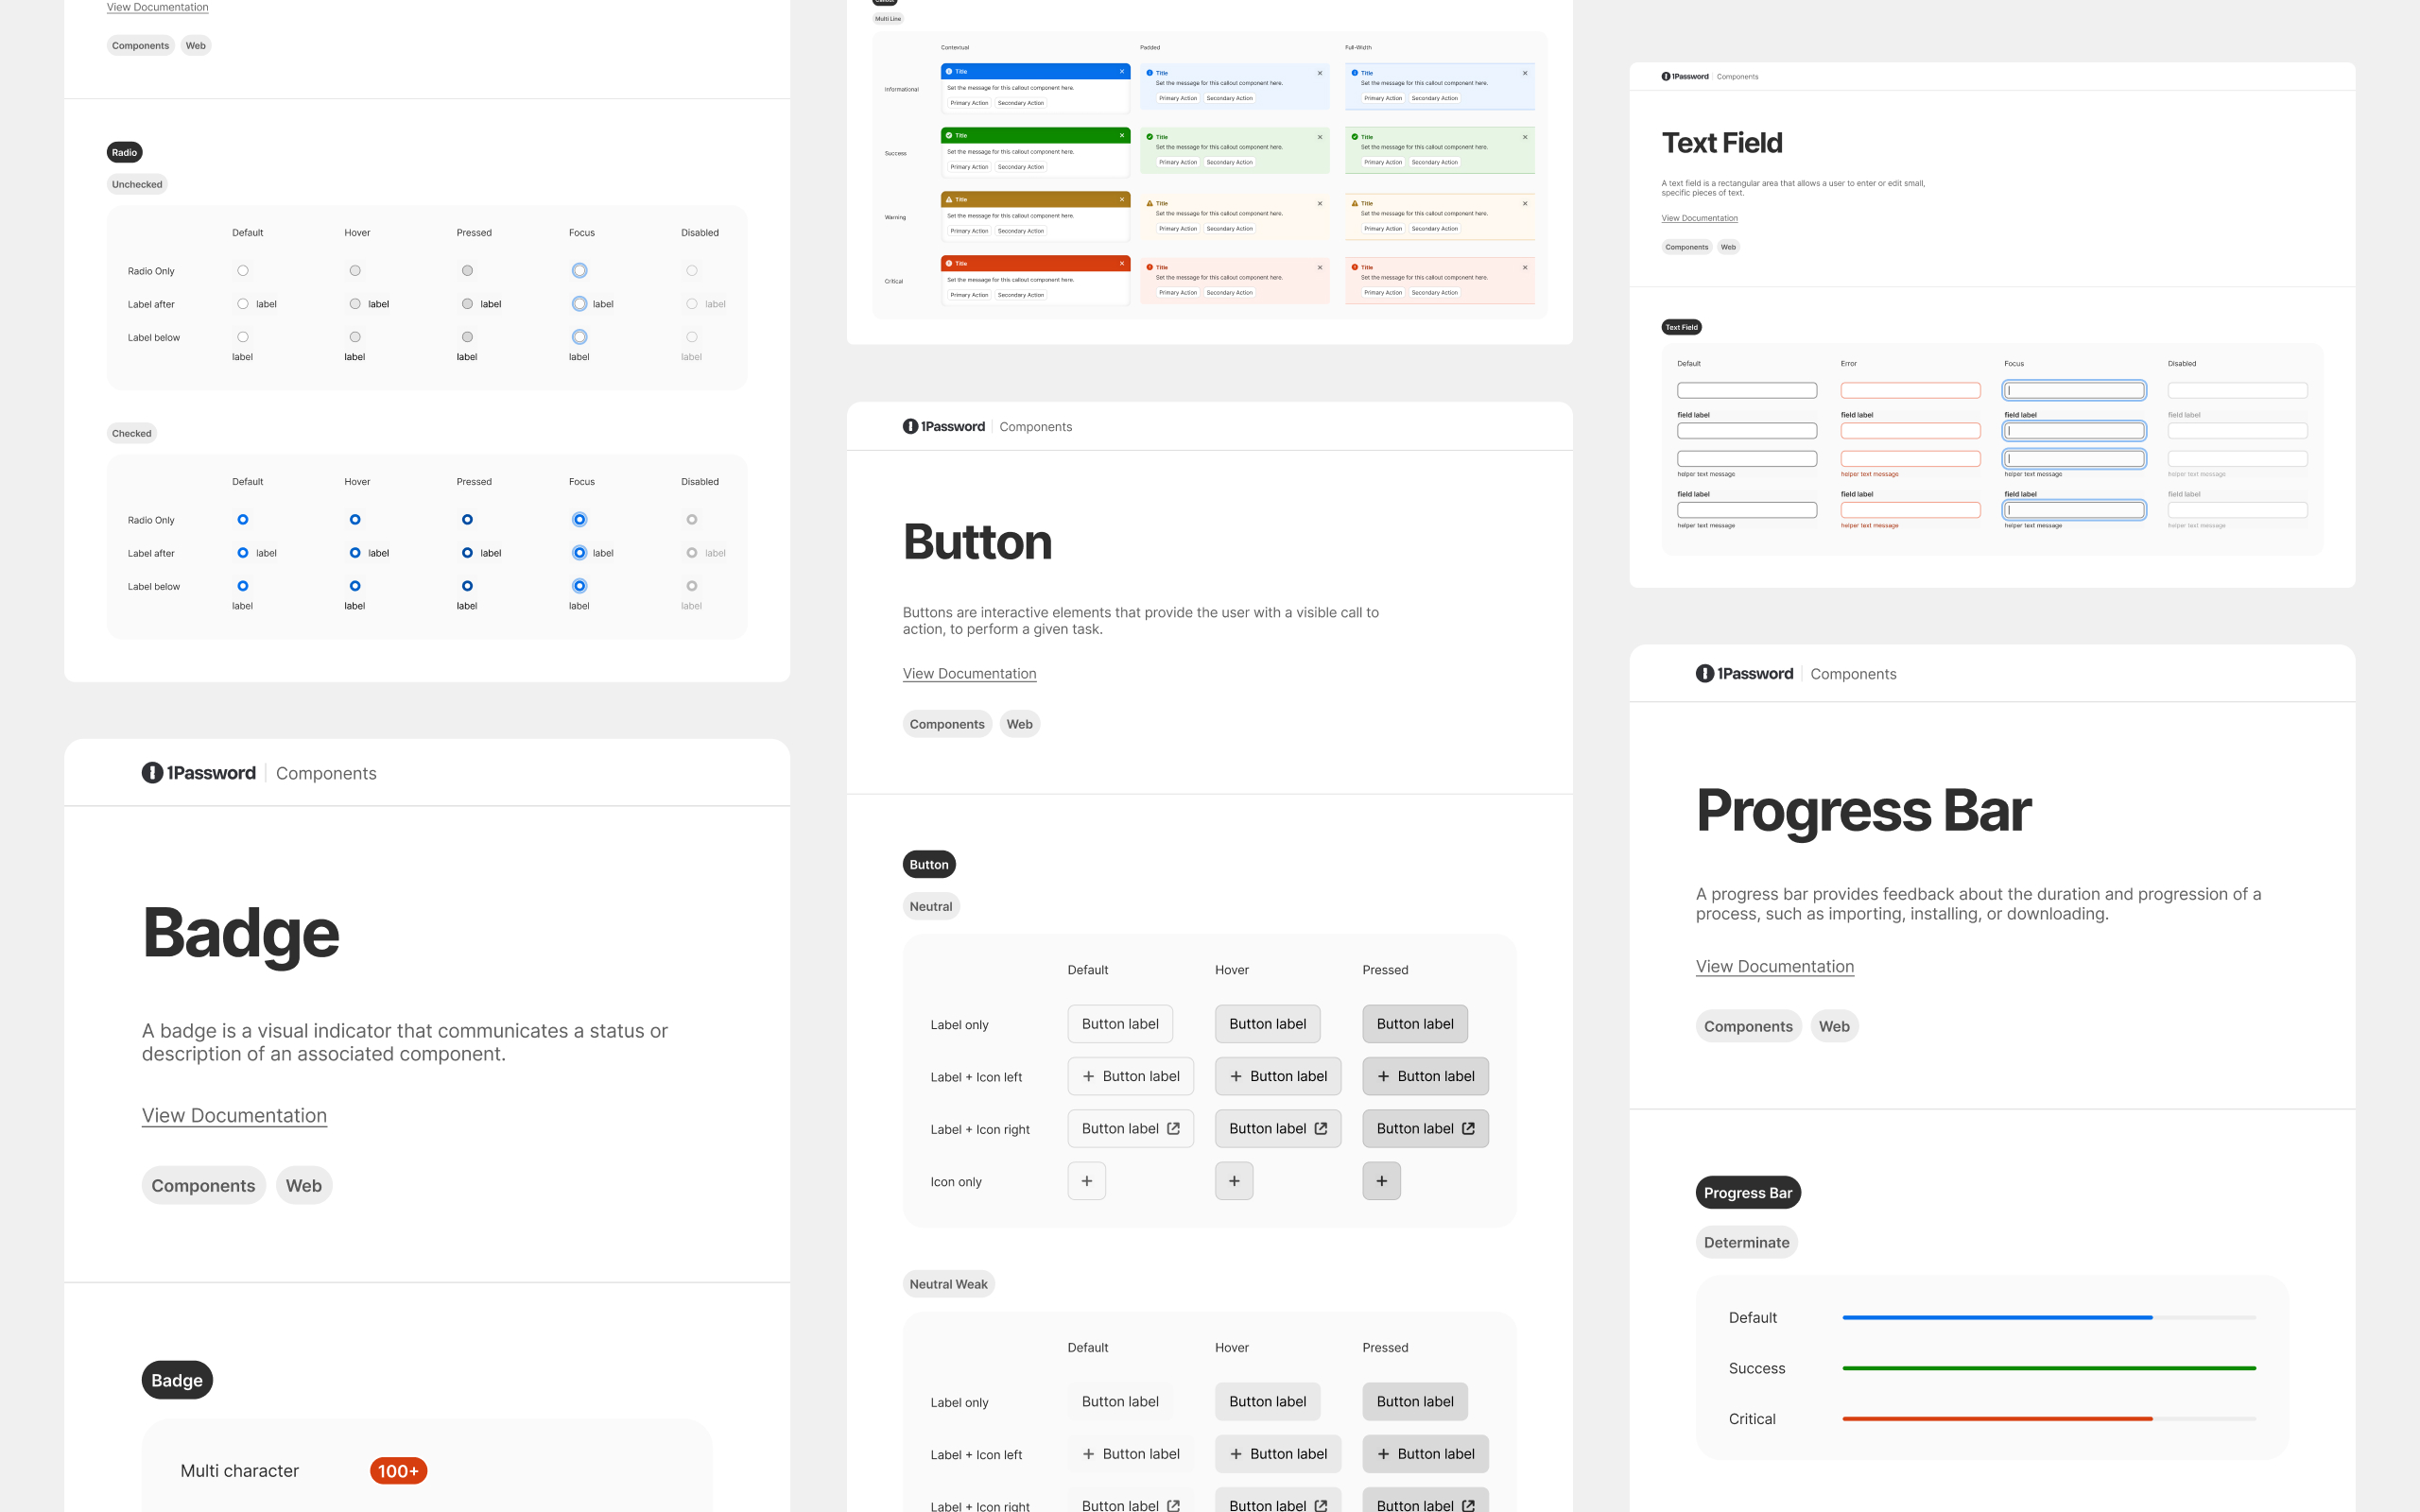 View Documentation
Components Web
Radio
Unchecked
Default Hover Pressed Focus Disabled
Radio Only
Label after label label label label label
Label below
label label label label label
Checked
Default Hover Pressed Focus Disabled
Radio Only
Label after label label label label label
Label below
label label label label label
1Password Components
Badge
A badge is a visual indicator that communicates a status or
description of an associated component.
View Documentation
Components Web
Badge
Multi character 100+
Callout
Multi Line
Contextual Padded Full-Width
Informational
Title Title Title
Set the message for this callout component here. Set the message for this callout component here. Set the message for this callout component here.
Primary Action Secondary Action Primary Action Secondary Action Primary Action Secondary Action
Success
Title Title Title
Set the message for this callout component here. Set the message for this callout component here. Set the message for this callout component here.
Primary Action Secondary Action Primary Action Secondary Action Primary Action Secondary Action
Warning
Title Title Title
Set the message for this callout component here. Set the message for this callout component here. Set the message for this callout component here.
Primary Action Secondary Action Primary Action Secondary Action Primary Action Secondary Action
Critical
Title Title Title
Set the message for this callout component here. Set the message for this callout component here. Set the message for this callout component here.
Primary Action Secondary Action Primary Action Secondary Action Primary Action Secondary Action
1Password Components
Button
Buttons are interactive elements that provide the user with a visible call to
action, to perform a given task.
View Documentation
Components Web
Button
Neutral
Default Hover Pressed
Label only Button label Button label Button label
Label + Icon left Button label Button label Button label
Label + Icon right Button label Button label Button label
Icon only
Neutral Weak
Default Hover Pressed
Label only Button label Button label Button label
Label + Icon left Button label Button label Button label
Label + Icon right Button label Button label Button label
1Password Components
Text Field
A text field is a rectangular area that allows a user to enter or edit small,
specific pieces of text.
View Documentation
Components Web
Text Field
Default Error Focus Disabled
field label field label field label field label
helper text message helper text message helper text message helper text message
field label field label field label field label
helper text message helper text message helper text message helper text message
1Password Components
Progress Bar
A progress bar provides feedback about the duration and progression of a
process, such as importing, installing, or downloading.
View Documentation
Components Web
Progress Bar
Determinate
Default
Success
Critical